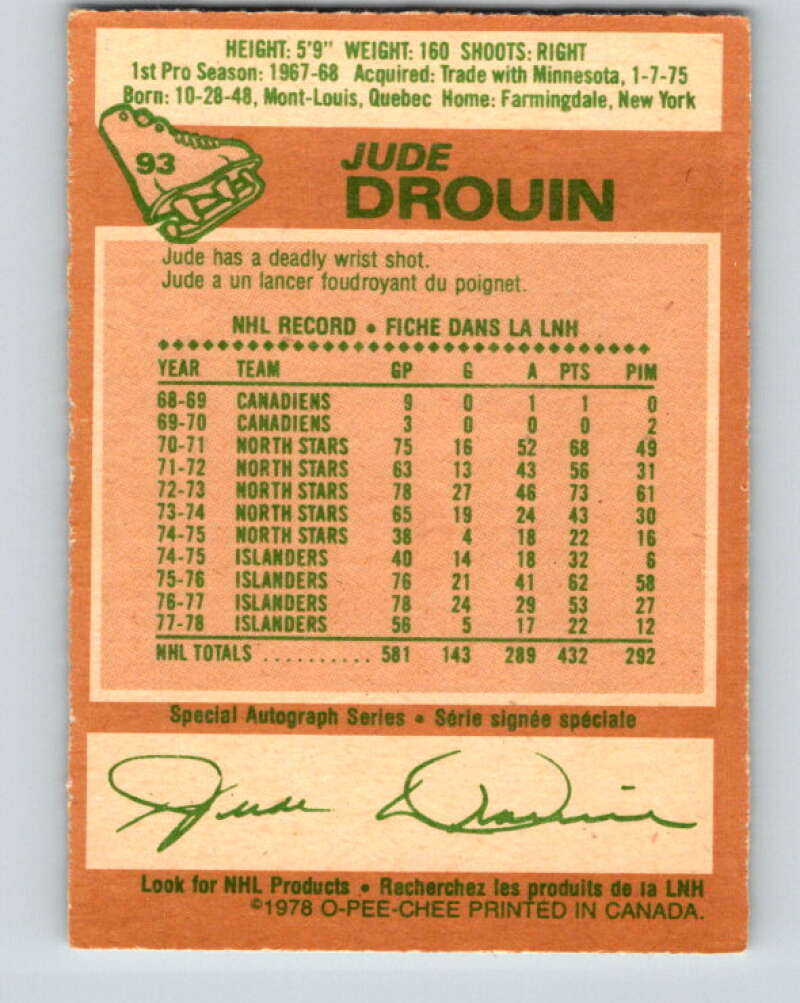 HEIGHT: 5'9" WEIGHT: 160 SHOOTS: RIGHT
1st Pro Season: 1967-68 Acquired: Trade with Minnesota, 1-7-75
Born: 10-28-48, Mont-Louis, Quebec Home: Farmingdale, New York
93
JUDE
DROUIN
Jude has a deadly wrist shot.
Jude a un lancer foudroyant du poignet.
NHL RECORD • FICHE DANS LA LNH
YEAR TEAM GP G A PTS PIM
68-69 CANADIENS 9 0 1 1 0
69-70 CANADIENS 3 0 0 0 2
70-71 NORTH STARS 75 16 52 68 49
71-72 NORTH STARS 63 13 43 56 31
72-73 NORTH STARS 78 27 46 73 61
73-74 NORTH STARS 65 19 24 43 30
74-75 NORTH STARS 38 4 18 22 16
74-75 ISLANDERS 40 14 18 32 6
75-76 ISLANDERS 76 21 41 62 58
76-77 ISLANDERS 78 24 29 53 27
77-78 ISLANDERS 56 5 17 22 12
NHL TOTALS .......... 581 143 289 432 292
Special Autograph Series • Série signée spéciale
Jude Drouin
Look for NHL Products • Recherchez les produits de la LNH
©1978 O-PEE-CHEE PRINTED IN CANADA.